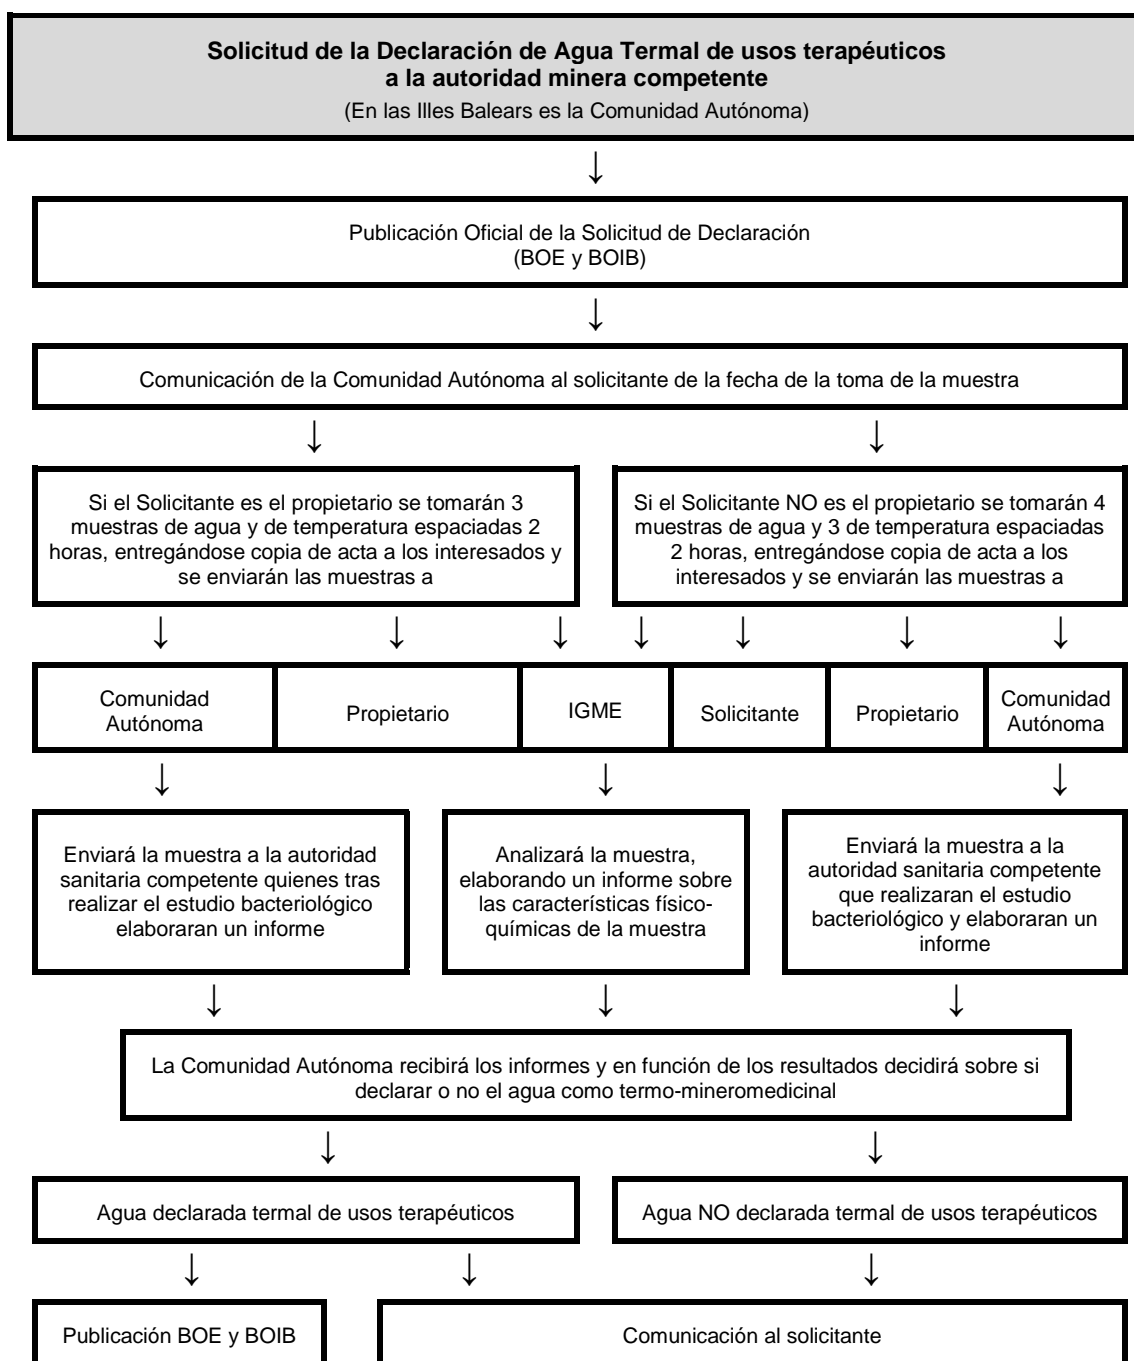 Solicitud de la Declaración de Agua Termal de usos terapéuticos
a la autoridad minera competente
(En las Illes Balears es la Comunidad Autónoma)
↓
Publicación Oficial de la Solicitud de Declaración
(BOE y BOIB)
↓
Comunicación de la Comunidad Autónoma al solicitante de la fecha de la toma de la muestra
↓ ↓
Si el Solicitante es el propietario se tomarán 3
muestras de agua y de temperatura espaciadas 2
horas, entregándose copia de acta a los interesados y
se enviarán las muestras a
Si el Solicitante NO es el propietario se tomarán 4
muestras de agua y 3 de temperatura espaciadas
2 horas, entregándose copia de acta a los
interesados y se enviarán las muestras a
↓ ↓ ↓ ↓ ↓ ↓ ↓
Comunidad
Autónoma
Propietario
IGME
Solicitante
Propietario
Comunidad
Autónoma
↓ ↓ ↓
Enviará la muestra a la autoridad
sanitaria competente quienes tras
realizar el estudio bacteriológico
elaboraran un informe
Analizará la muestra,
elaborando un informe sobre
las características físico-
químicas de la muestra
Enviará la muestra a la
autoridad sanitaria competente
que realizaran el estudio
bacteriológico y elaboraran un
informe
↓ ↓ ↓
La Comunidad Autónoma recibirá los informes y en función de los resultados decidirá sobre si
declarar o no el agua como termo-mineromedicinal
↓ ↓
Agua declarada termal de usos terapéuticos
Agua NO declarada termal de usos terapéuticos
↓ ↓ ↓
Publicación BOE y BOIB
Comunicación al solicitante